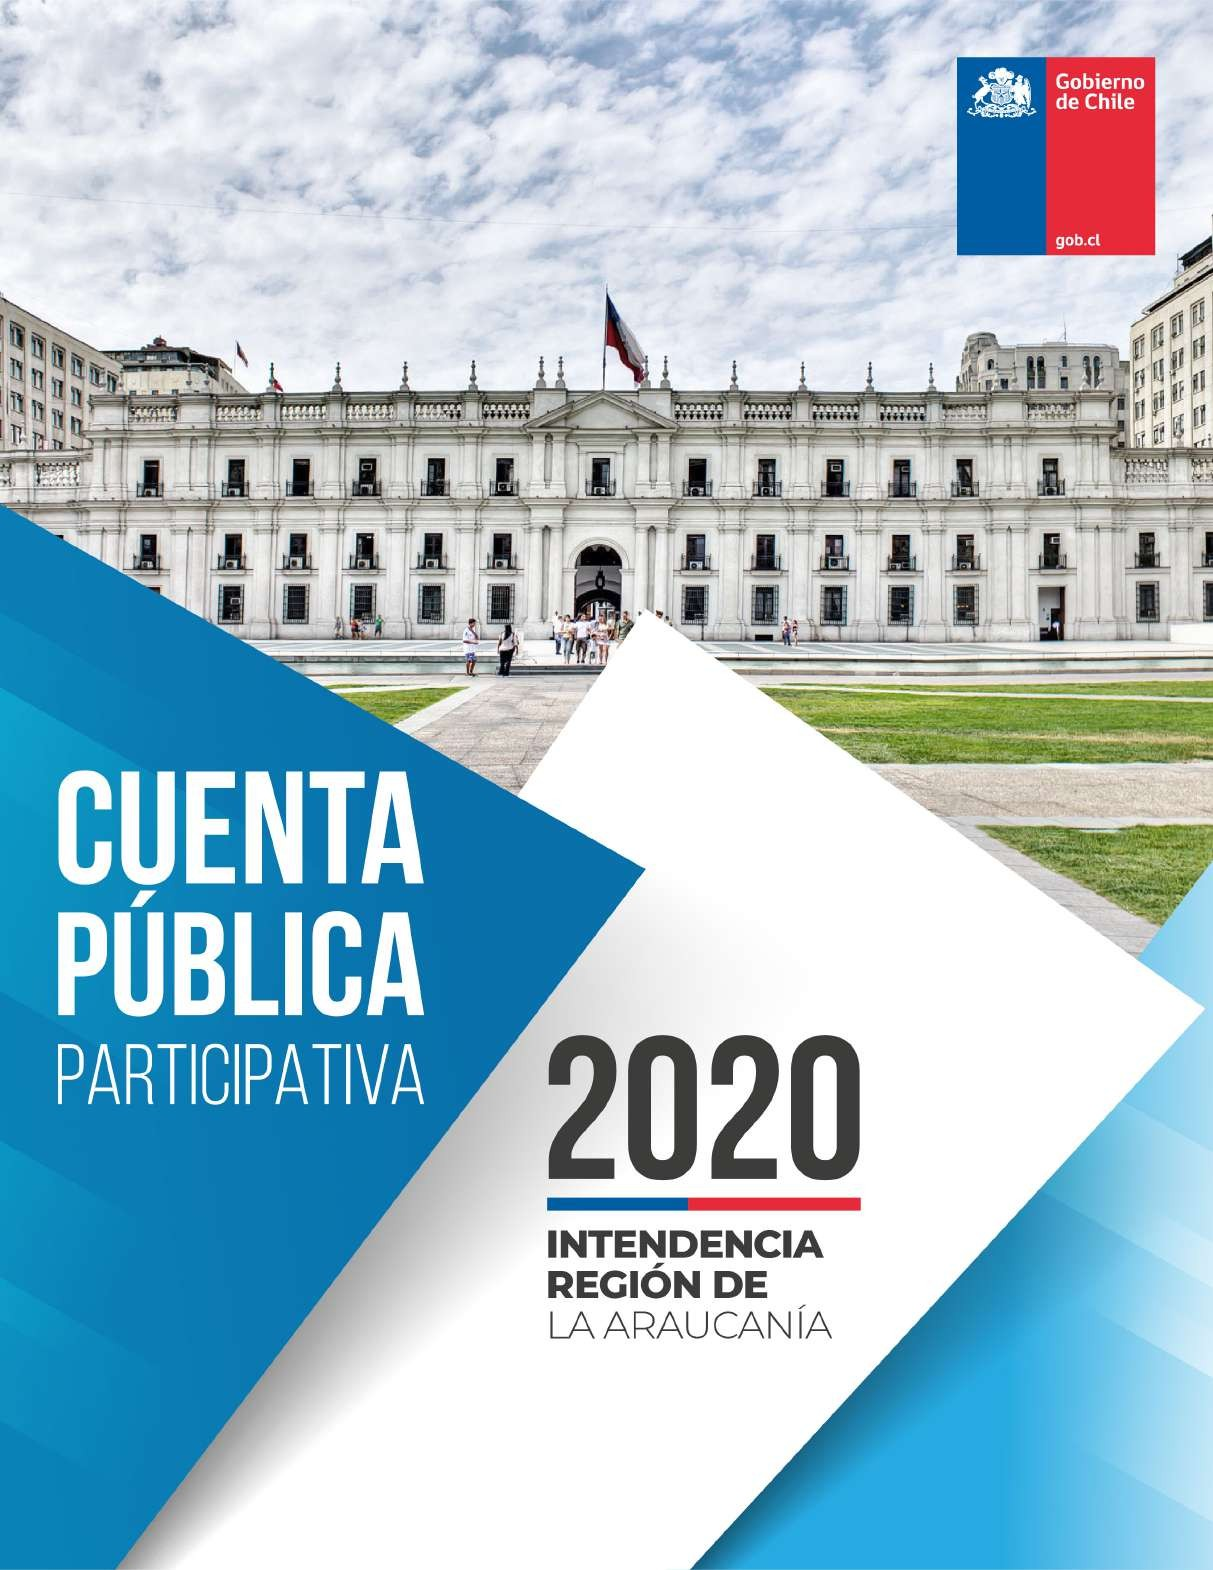 Gobierno
de Chile
gob.cl
CUENTA
PÚBLICA
PARTICIPATIVA
2020
INTENDENCIA
REGIÓN DE
LA ARAUCANÍA